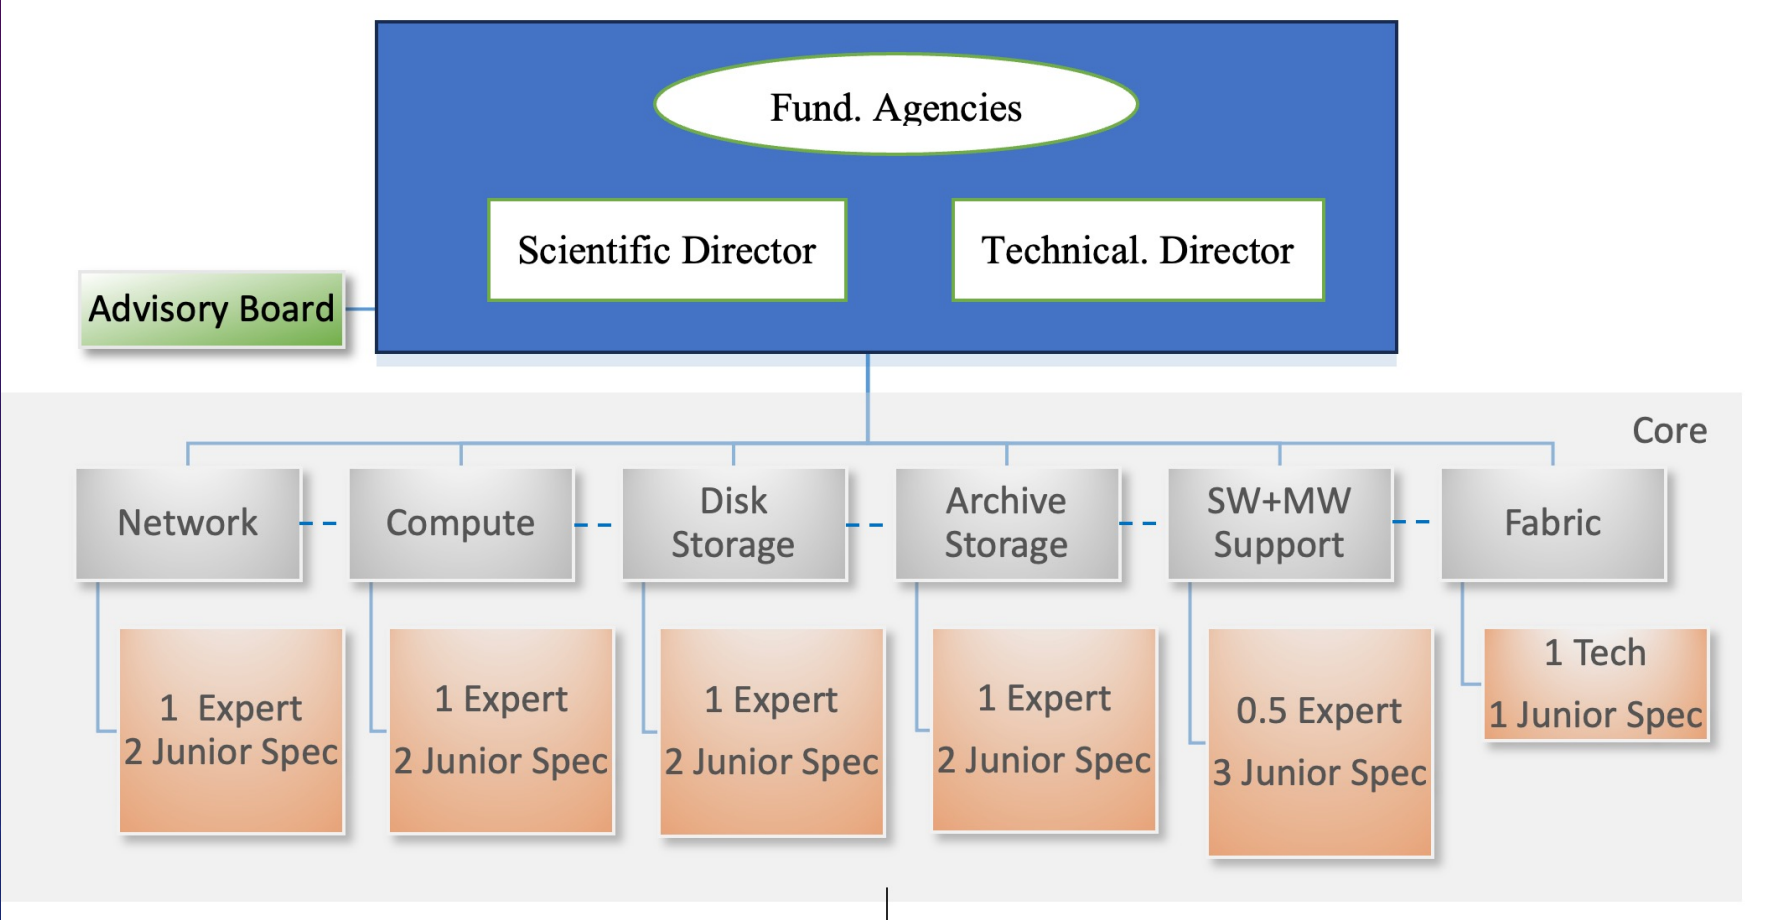 Fund. Agencies
Scientific Director
Technical. Director
Advisory Board
Core
Network
Compute
Disk
Storage
Archive
Storage
SW+MW
Support
Fabric
1 Expert
2 Junior Spec
1 Expert
2 Junior Spec
1 Expert
2 Junior Spec
1 Expert
2 Junior Spec
0.5 Expert
3 Junior Spec
1 Tech
1 Junior Spec